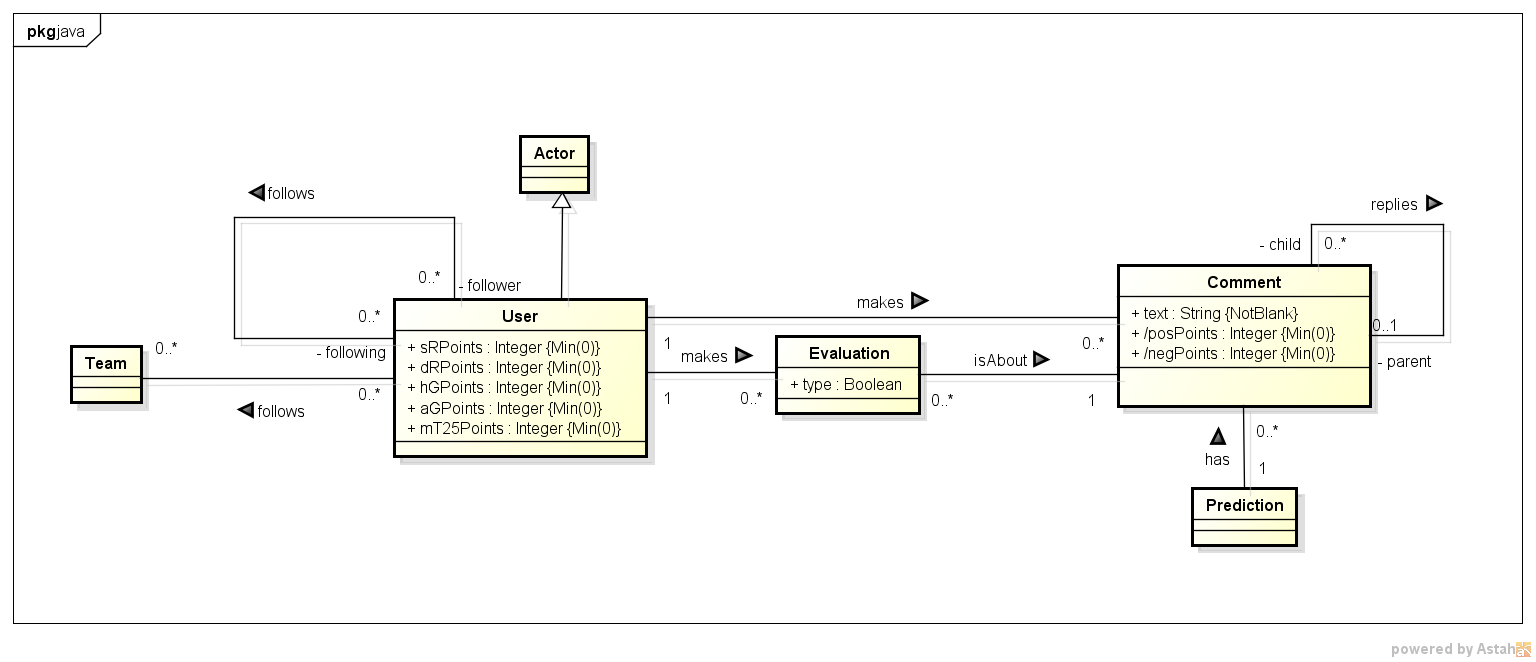 pkg java
Actor
follows
replies
- child
0..*
0..*
- follower
Comment
makes
User
+ text : String {NotBlank}
+ /posPoints : Integer {Min(0)}
+ /negPoints : Integer {Min(0)}
0..1
- parent
0..*
- following
+ sRPoints : Integer {Min(0)}
+ dRPoints : Integer {Min(0)}
+ hGPoints : Integer {Min(0)}
+ aGPoints : Integer {Min(0)}
+ mT25Points : Integer {Min(0)}
1
0..*
makes
Evaluation
+ type : Boolean
isAbout
Team
0..*
0..*
follows
1
0..*
0..*
1
0..*
has
1
Prediction
powered by Astah